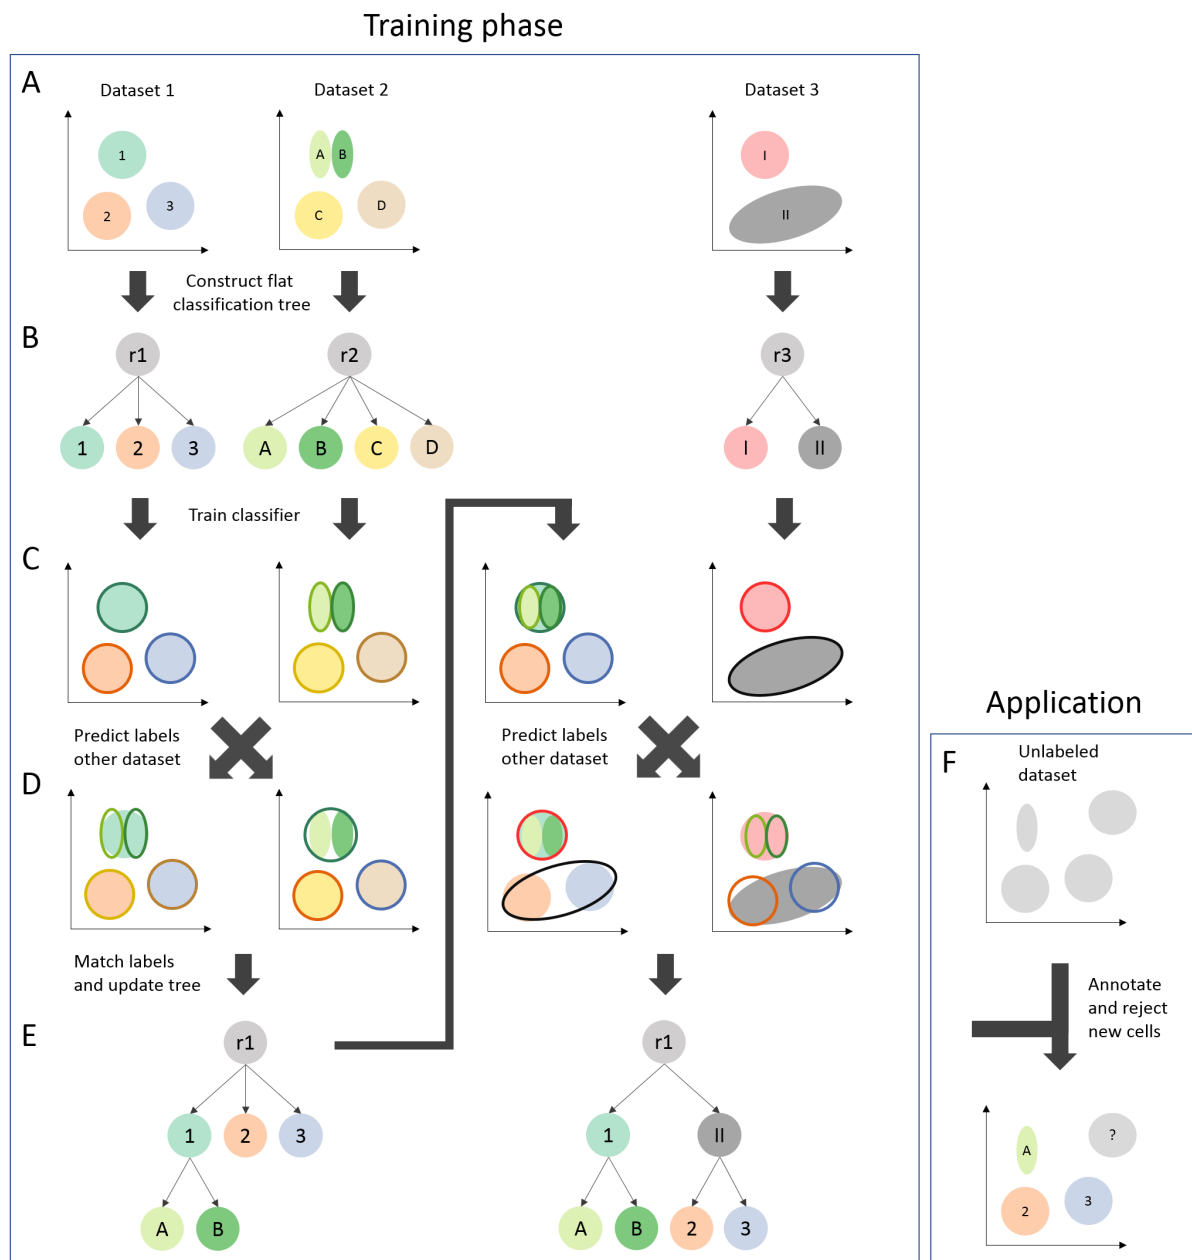 Training phase
A
Dataset 1
Dataset 2
Dataset 3
1
2
3
A
B
C
D
I
II
Construct flat
classification tree
B
r1
r2
r3
1
2
3
A
B
C
D
I
II
Train classifier
C
Predict labels
other dataset
Predict labels
other dataset
D
Match labels
and update tree
E
r1
1
2
3
A
B
r1
1
II
A
B
2
3
Application
F
Unlabeled
dataset
Annotate
and reject
new cells
A
?
2
3